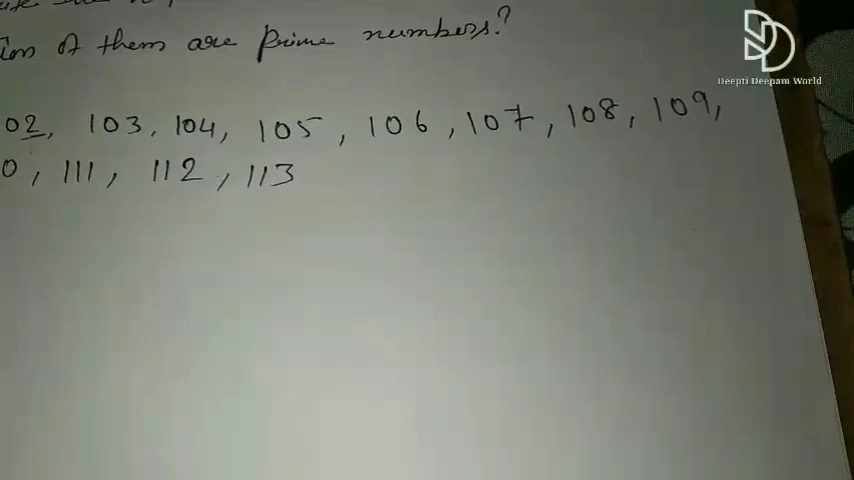 of them are prime numbers?
02, 103, 104, 105, 106, 107, 108, 109,
0, 111, 112, 113
Deepti Deepam World